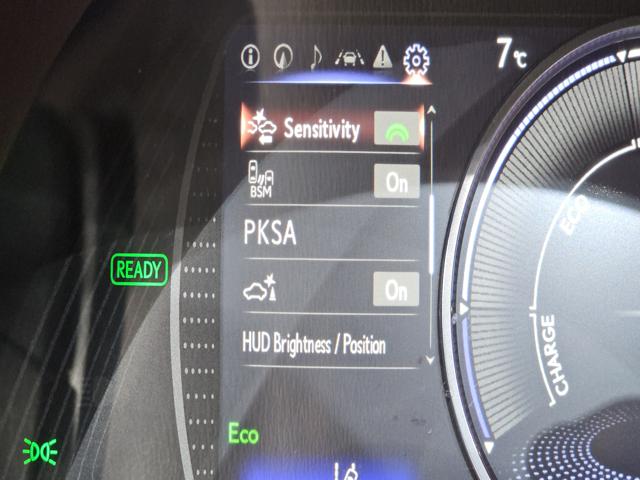 7℃
Sensitivity
BSM
On
PKSA
READY
On
HUD Brightness / Position
Eco
ECO
CHARGE